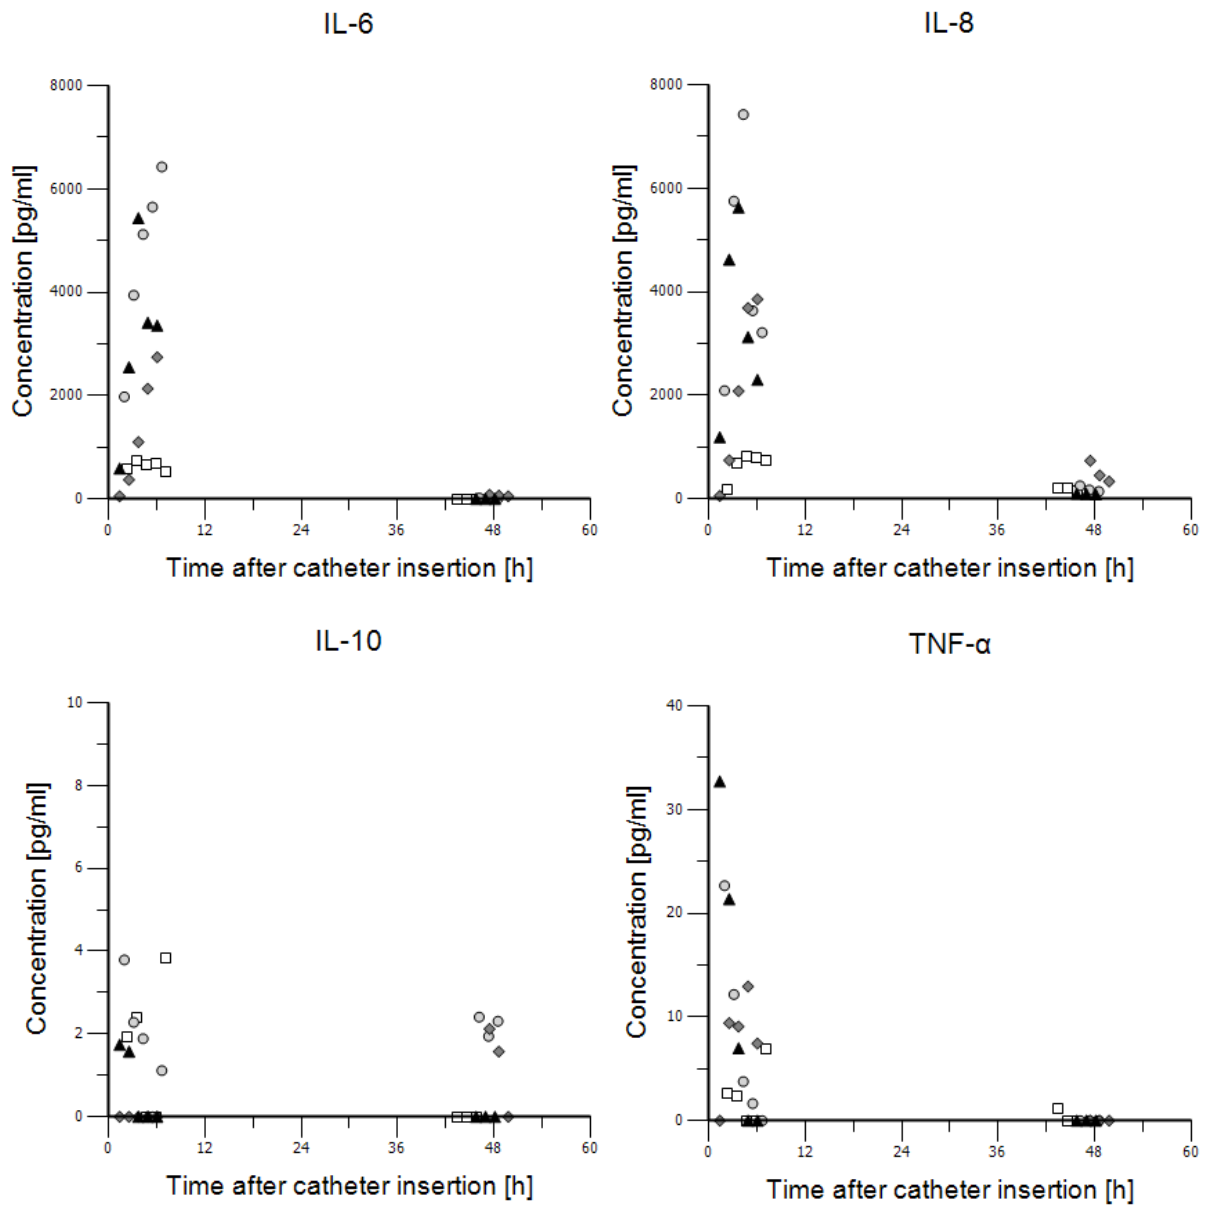 IL-6
8000
6000
4000
2000
0
Concentration [pg/ml]
0 12 24 36 48 60
Time after catheter insertion [h]
IL-8
8000
6000
4000
2000
0
Concentration [pg/ml]
0 12 24 36 48 60
Time after catheter insertion [h]
IL-10
10
8
6
4
2
0
Concentration [pg/ml]
0 12 24 36 48 60
Time after catheter insertion [h]
TNF-α
40
30
20
10
0
Concentration [pg/ml]
0 12 24 36 48 60
Time after catheter insertion [h]